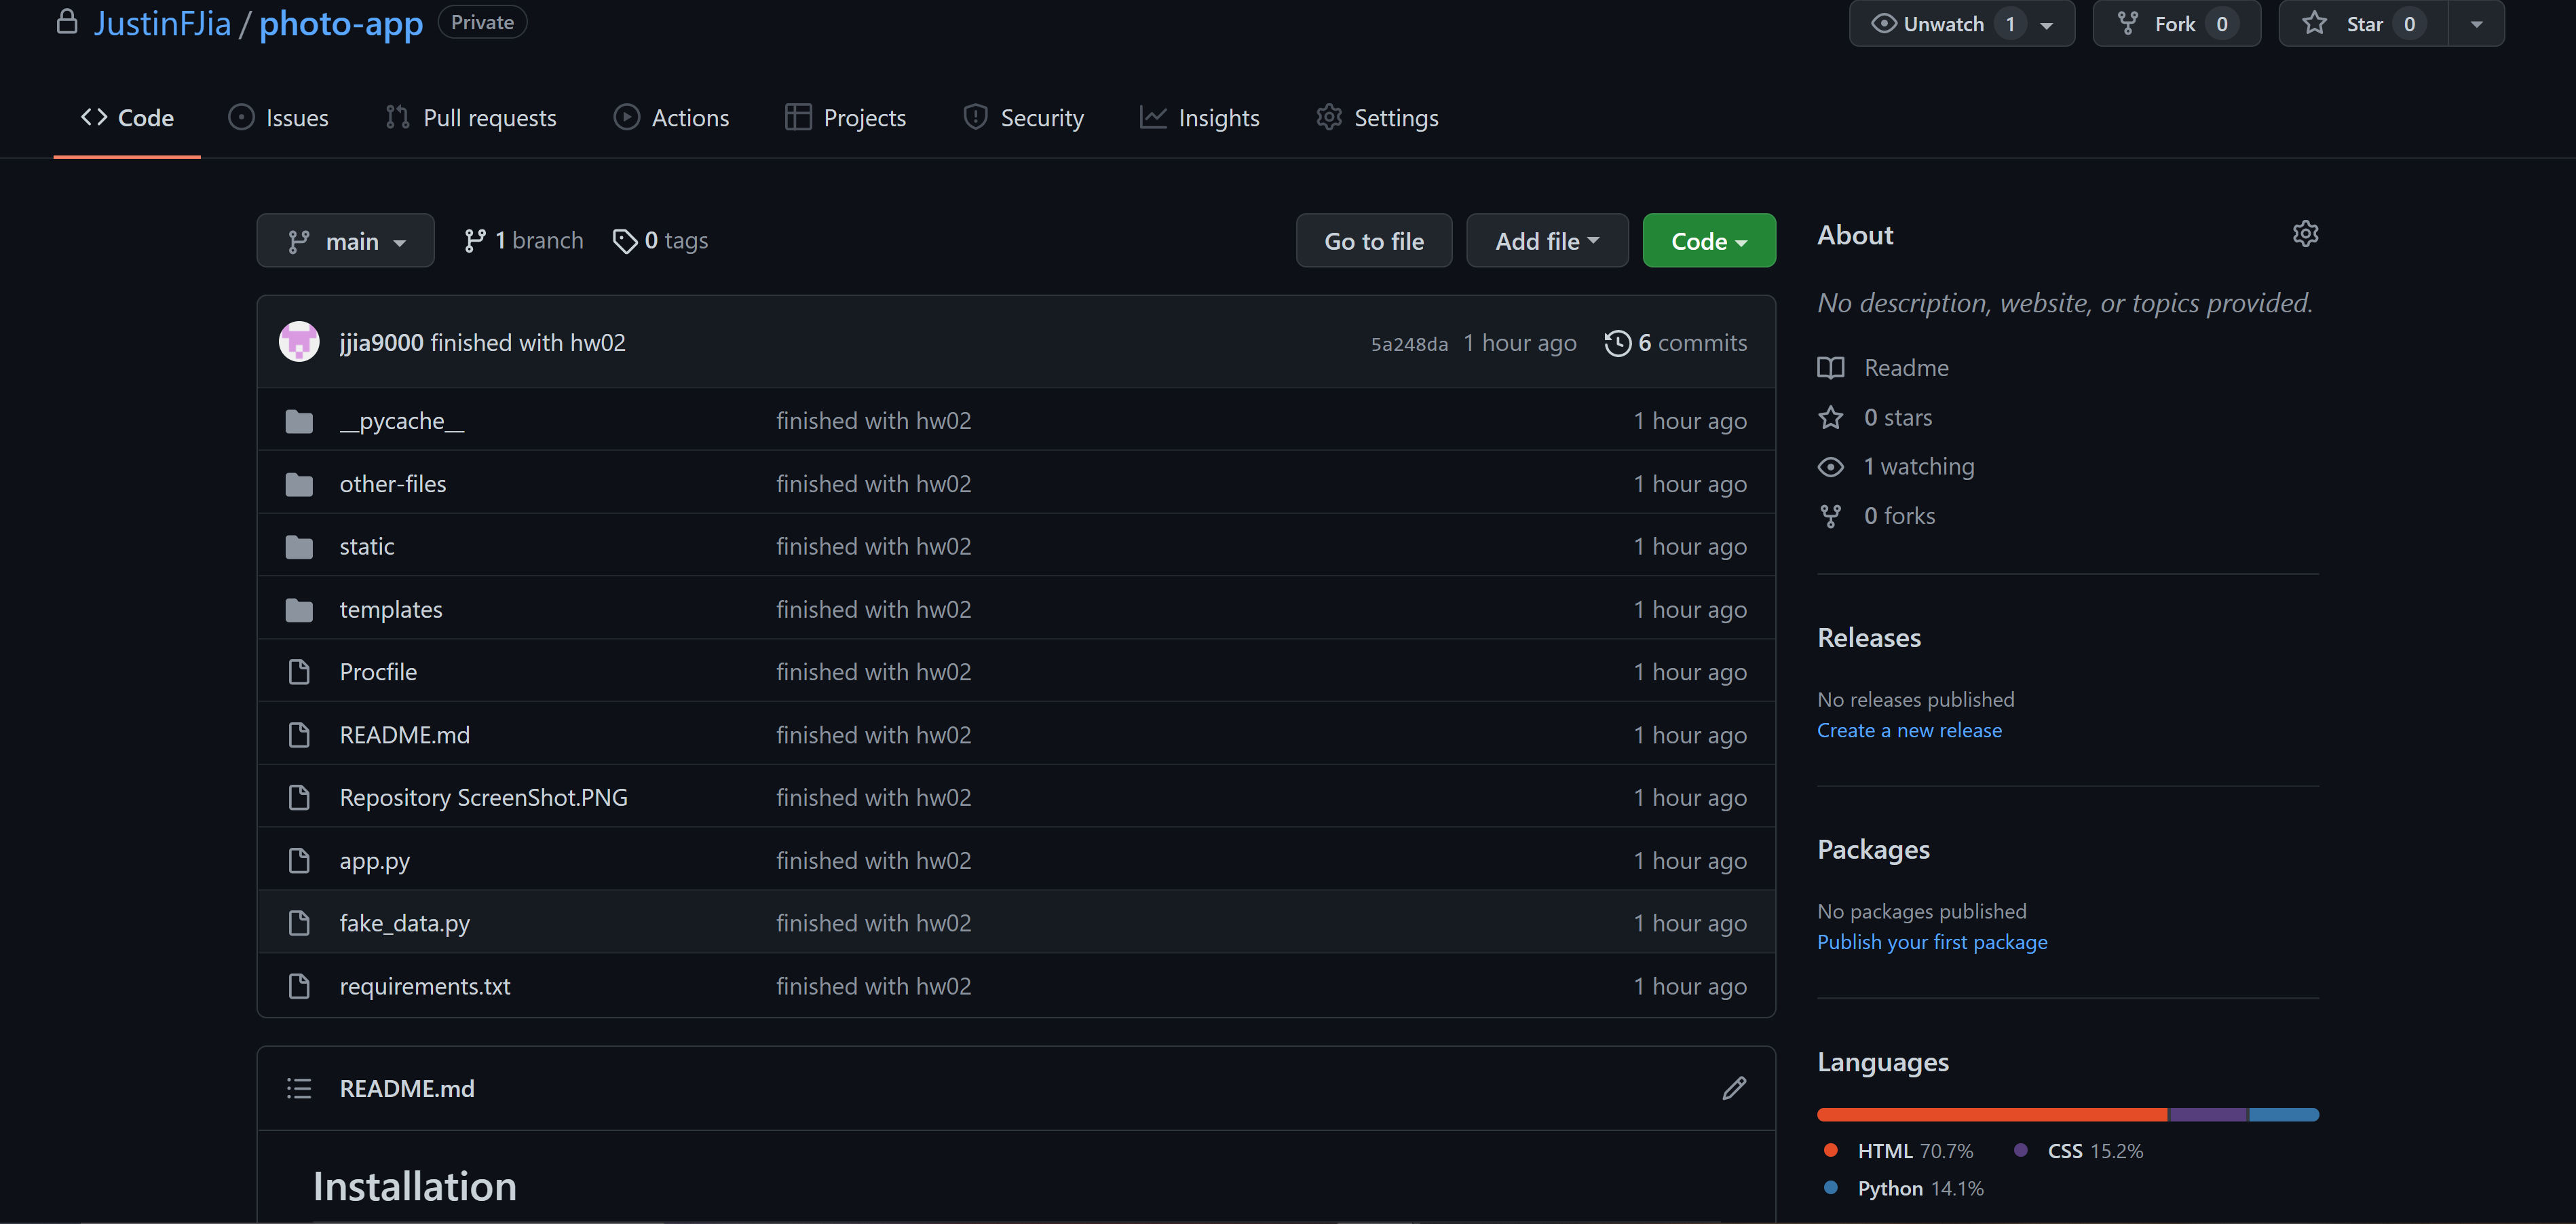 JustinFJia / photo-app Private Unwatch 1 Fork 0 Star 0
Code Issues Pull requests Actions Projects Security Insights Settings
main 1 branch 0 tags Go to file Add file Code
jjia9000 finished with hw02 5a248da 1 hour ago 6 commits
__pycache__ finished with hw02 1 hour ago
other-files finished with hw02 1 hour ago
static finished with hw02 1 hour ago
templates finished with hw02 1 hour ago
Procfile finished with hw02 1 hour ago
README.md finished with hw02 1 hour ago
Repository ScreenShot.PNG finished with hw02 1 hour ago
app.py finished with hw02 1 hour ago
fake_data.py finished with hw02 1 hour ago
requirements.txt finished with hw02 1 hour ago
README.md
Installation
About
No description, website, or topics provided.
Readme
0 stars
1 watching
0 forks
Releases
No releases published
Create a new release
Packages
No packages published
Publish your first package
Languages
HTML 70.7% CSS 15.2%
Python 14.1%